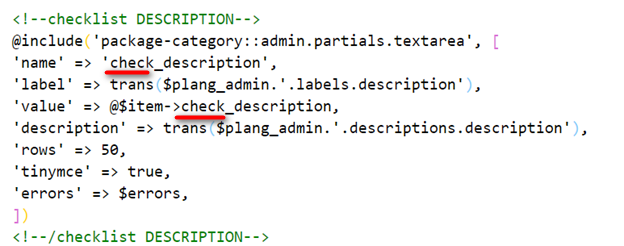 <!--checklist DESCRIPTION-->
@include('package-category::admin.partials.textarea', [
'name' => 'check_description',
'label' => trans($plang_admin.'.labels.description'),
'value' => @$item->check_description,
'description' => trans($plang_admin.'.descriptions.description'),
'rows' => 50,
'tinymce' => true,
'errors' => $errors,
])
<!--/checklist DESCRIPTION-->